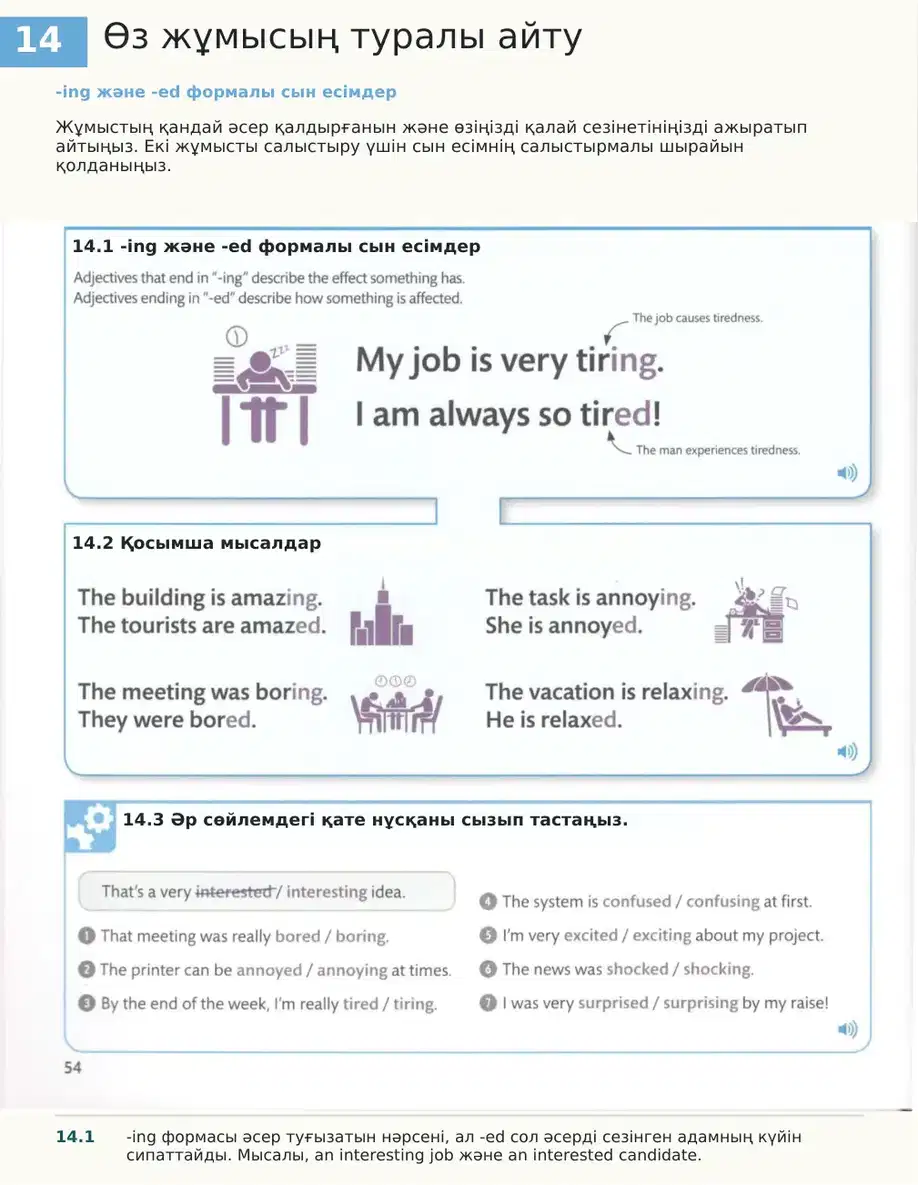 14 Өз жұмысың туралы айту
-ing және -ed формалы сын есімдер
Жұмыстың қандай әсер қалдырғанын және өзіңізді қалай сезінетініңізді ажыратып
айтыңыз. Екі жұмысты салыстыру үшін сын есімнің салыстырмалы шырайын
қолданыңыз.
14.1 -ing және -ed формалы сын есімдер
Adjectives that end in "-ing" describe the effect something has.
Adjectives ending in "-ed" describe how something is affected.
The job causes tiredness.
zzz
My job is very tiring.
I am always so tired!
The man experiences tiredness.
14.2 Қосымша мысалдар
The building is amazing.
The tourists are amazed.
The task is annoying.
She is annoyed.
The meeting was boring.
They were bored.
The vacation is relaxing.
He is relaxed.
14.3 Әр сөйлемдегі қате нұсқаны сызып тастаңыз.
That's a very interested / interesting idea.
1 That meeting was really bored / boring.
2 The printer can be annoyed / annoying at times.
3 By the end of the week, I'm really tired / tiring.
4 The system is confused / confusing at first.
5 I'm very excited / exciting about my project.
6 The news was shocked / shocking.
7 I was very surprised / surprising by my raise!
54
14.1 -ing формасы әсер туғызатын нәрсені, ал -ed сол әсерді сезінген адамның күйін
сипаттайды. Мысалы, an interesting job және an interested candidate.